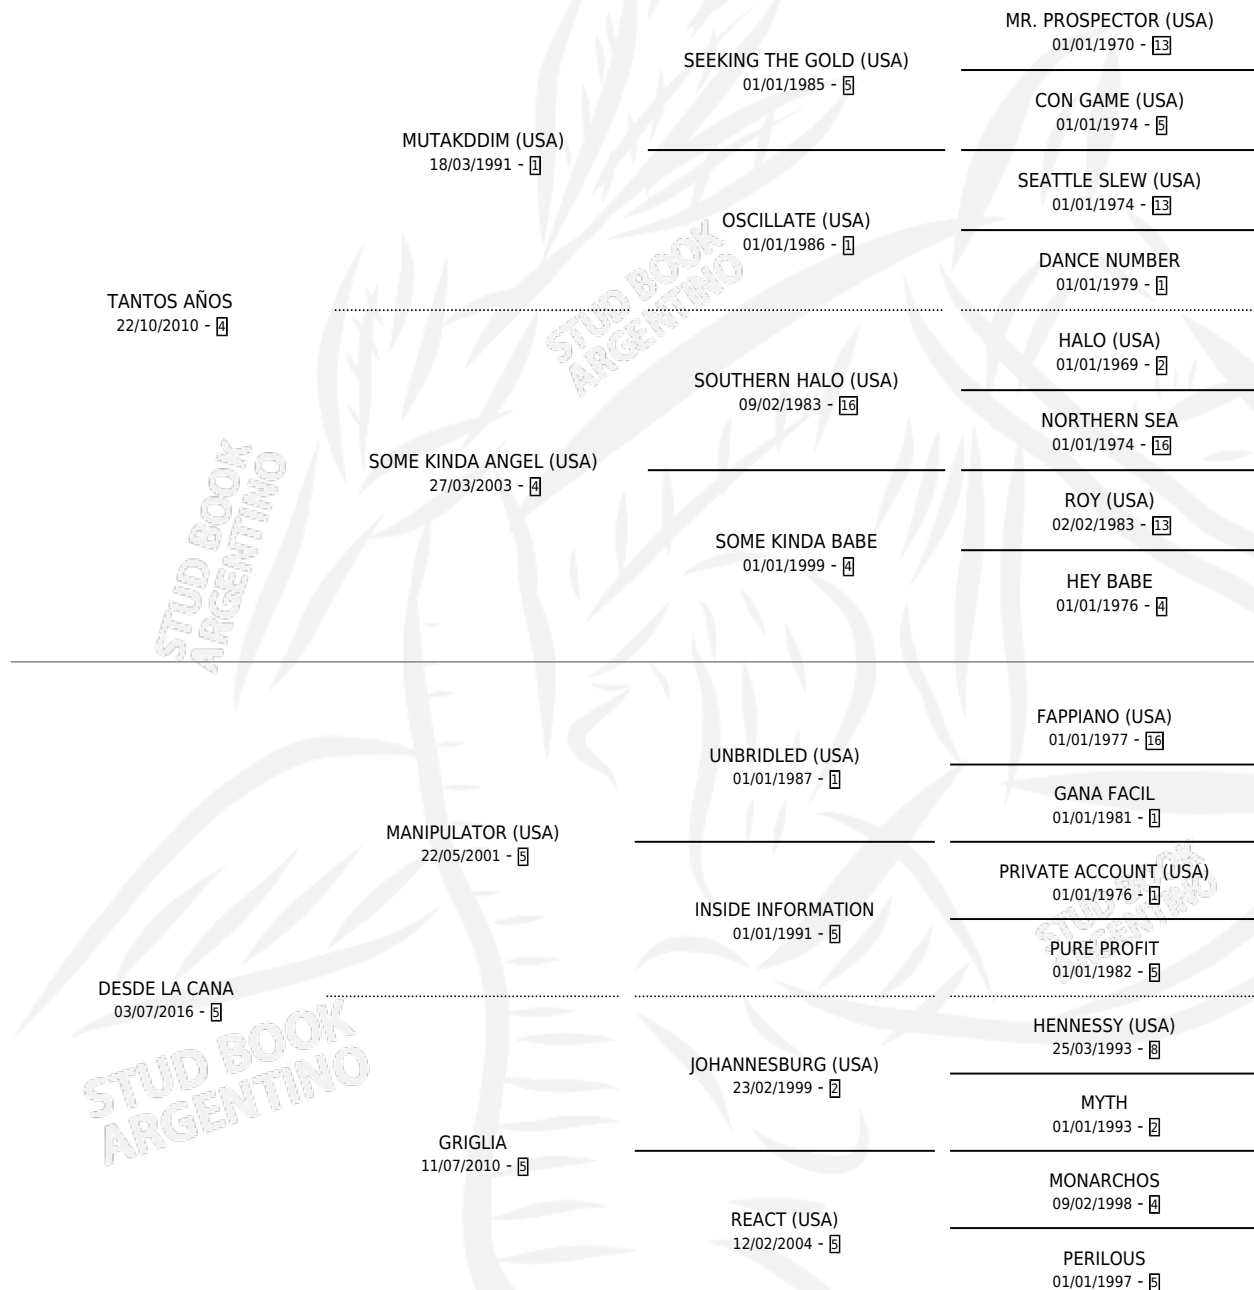 MR. PROSPECTOR (USA)
01/01/1970 - 13
SEEKING THE GOLD (USA)
01/01/1985 - 5
CON GAME (USA)
01/01/1974 - 5
MUTAKDDIM (USA)
18/03/1991 - 1
SEATTLE SLEW (USA)
01/01/1974 - 13
OSCILLATE (USA)
01/01/1986 - 1
DANCE NUMBER
01/01/1979 - 1
TANTOS AÑOS
22/10/2010 - 4
HALO (USA)
01/01/1969 - 2
SOUTHERN HALO (USA)
09/02/1983 - 16
NORTHERN SEA
01/01/1974 - 16
SOME KINDA ANGEL (USA)
27/03/2003 - 4
ROY (USA)
02/02/1983 - 13
SOME KINDA BABE
01/01/1999 - 4
HEY BABE
01/01/1976 - 4
FAPPIANO (USA)
01/01/1977 - 16
UNBRIDLED (USA)
01/01/1987 - 1
GANA FACIL
01/01/1981 - 1
MANIPULATOR (USA)
22/05/2001 - 5
PRIVATE ACCOUNT (USA)
01/01/1976 - 1
INSIDE INFORMATION
01/01/1991 - 5
PURE PROFIT
01/01/1982 - 5
DESDE LA CANA
03/07/2016 - 5
HENNESSY (USA)
25/03/1993 - 8
JOHANNESBURG (USA)
23/02/1999 - 2
MYTH
01/01/1993 - 2
GRIGLIA
11/07/2010 - 5
MONARCHOS
09/02/1998 - 4
REACT (USA)
12/02/2004 - 5
PERILOUS
01/01/1997 - 5
STUD BOOK
ARGENTINO
STUD BOOK
ARGENTINO
STUD BOOK
ARGENTINO
STUD BOOK
ARGENTINO